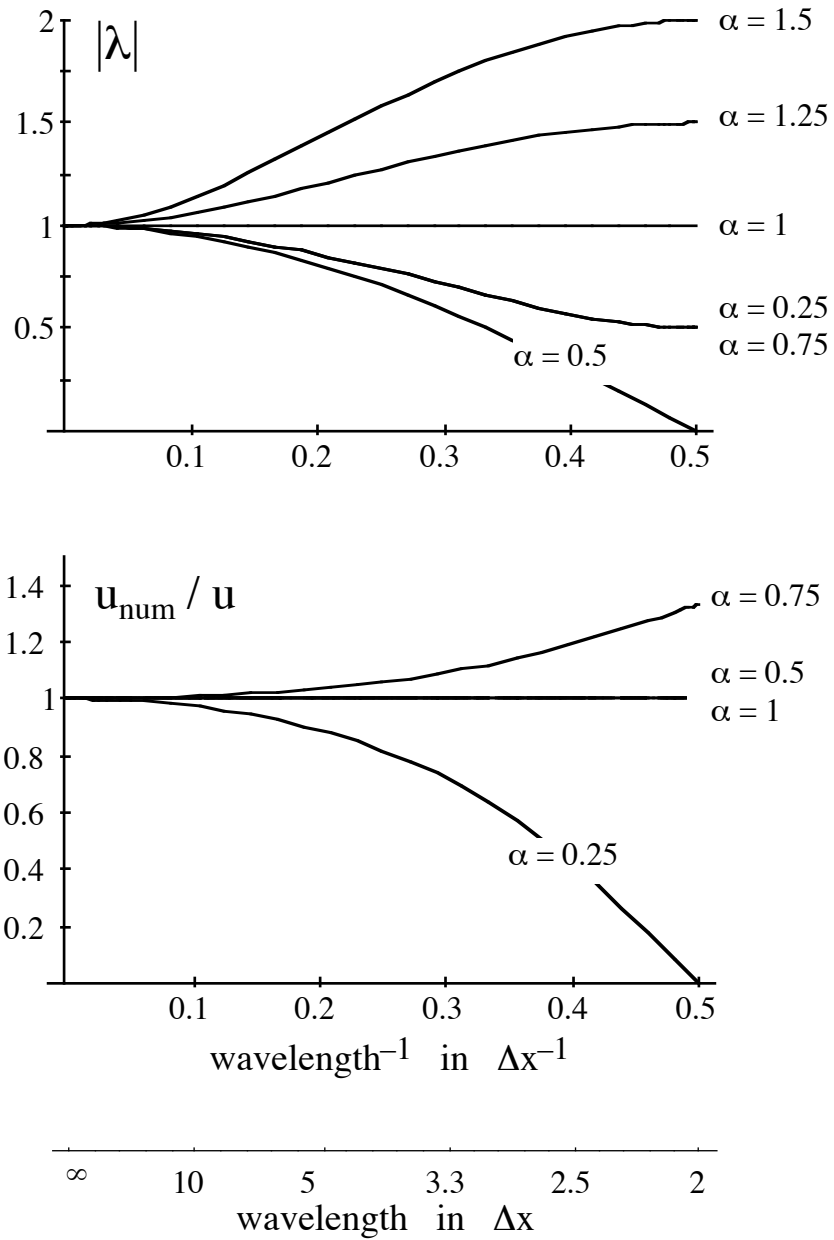 2
|λ|
α = 1.5
1.5
α = 1.25
1
α = 1
α = 0.25
0.5
α = 0.75
α = 0.5
0.1 0.2 0.3 0.4 0.5
1.4
u_num / u
α = 0.75
1.2
α = 0.5
1
α = 1
0.8
0.6
α = 0.25
0.4
0.2
0.1 0.2 0.3 0.4 0.5
wavelength⁻¹ in Δx⁻¹
∞ 10 5 3.3 2.5 2
wavelength in Δx